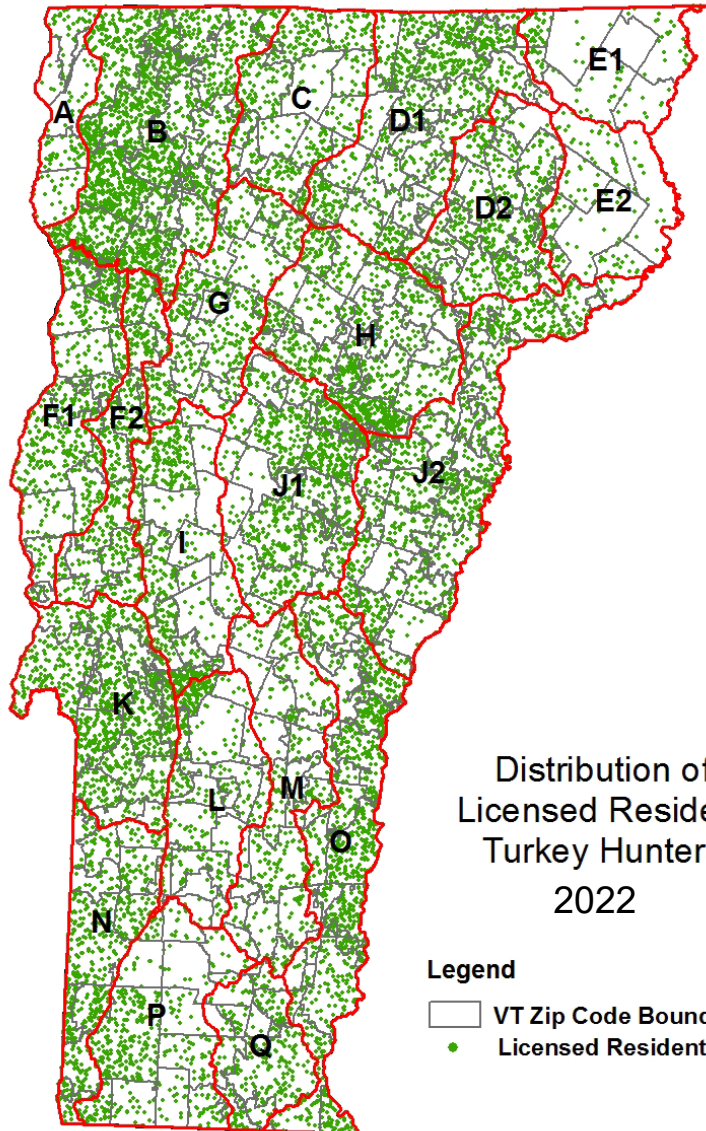 A
B
C
D1
E1
D2
E2
G
H
F1
F2
I
J1
J2
K
L
M
N
O
P
Q
Distribution of
Licensed Reside
Turkey Hunter
2022
Legend
VT Zip Code Bound
Licensed Resident